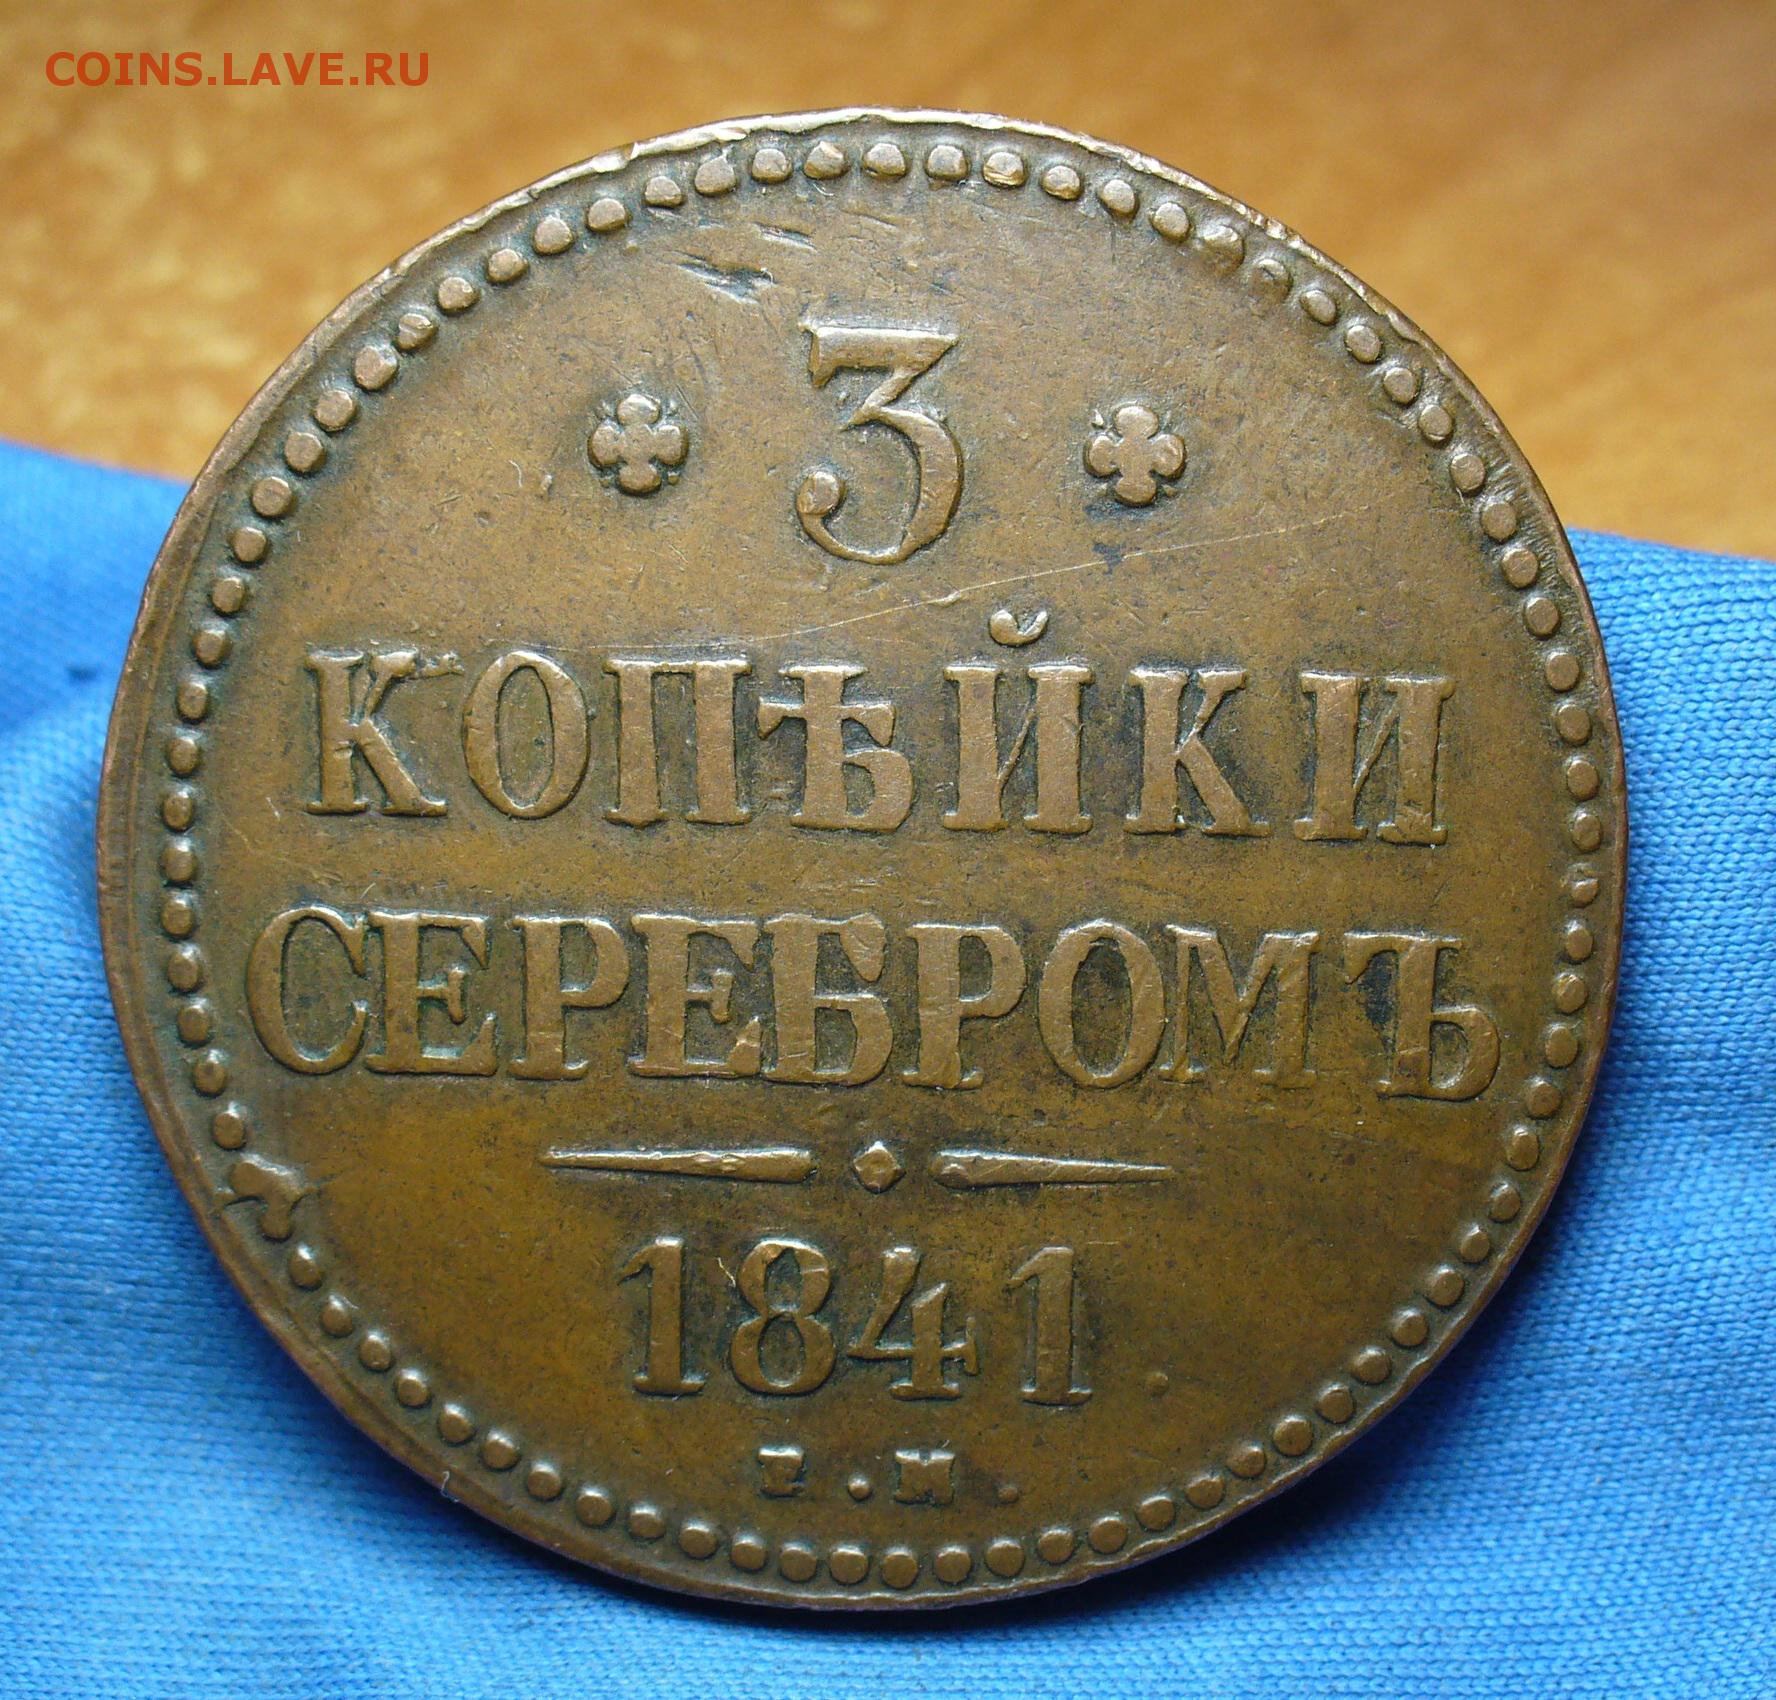 COINS.LAVE.RU
3
КОПѢЙКИ
СЕРЕБРОМЪ
1841
Е.М.